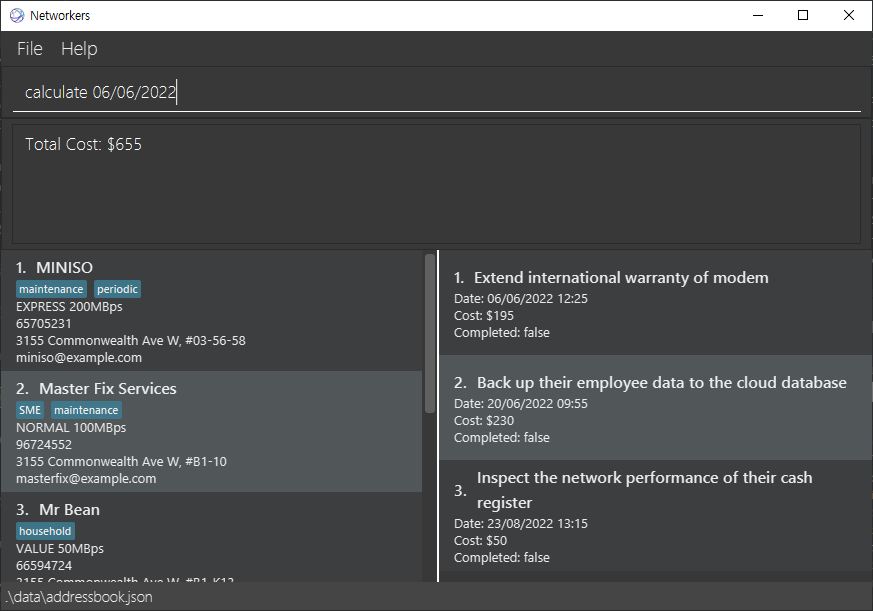 Networkers
File Help
calculate 06/06/2022
Total Cost: $655
1. MINISO
maintenance periodic
EXPRESS 200MBps
65705231
3155 Commonwealth Ave W, #03-56-58
miniso@example.com
2. Master Fix Services
SME maintenance
NORMAL 100MBps
96724552
3155 Commonwealth Ave W, #B1-10
masterfix@example.com
3. Mr Bean
household
VALUE 50MBps
66594724
3155 Commonwealth Ave W, #B1-K13
1. Extend international warranty of modem
Date: 06/06/2022 12:25
Cost: $195
Completed: false
2. Back up their employee data to the cloud database
Date: 20/06/2022 09:55
Cost: $230
Completed: false
3. Inspect the network performance of their cash
register
Date: 23/08/2022 13:15
Cost: $50
Completed: false
.\data\addressbook.json